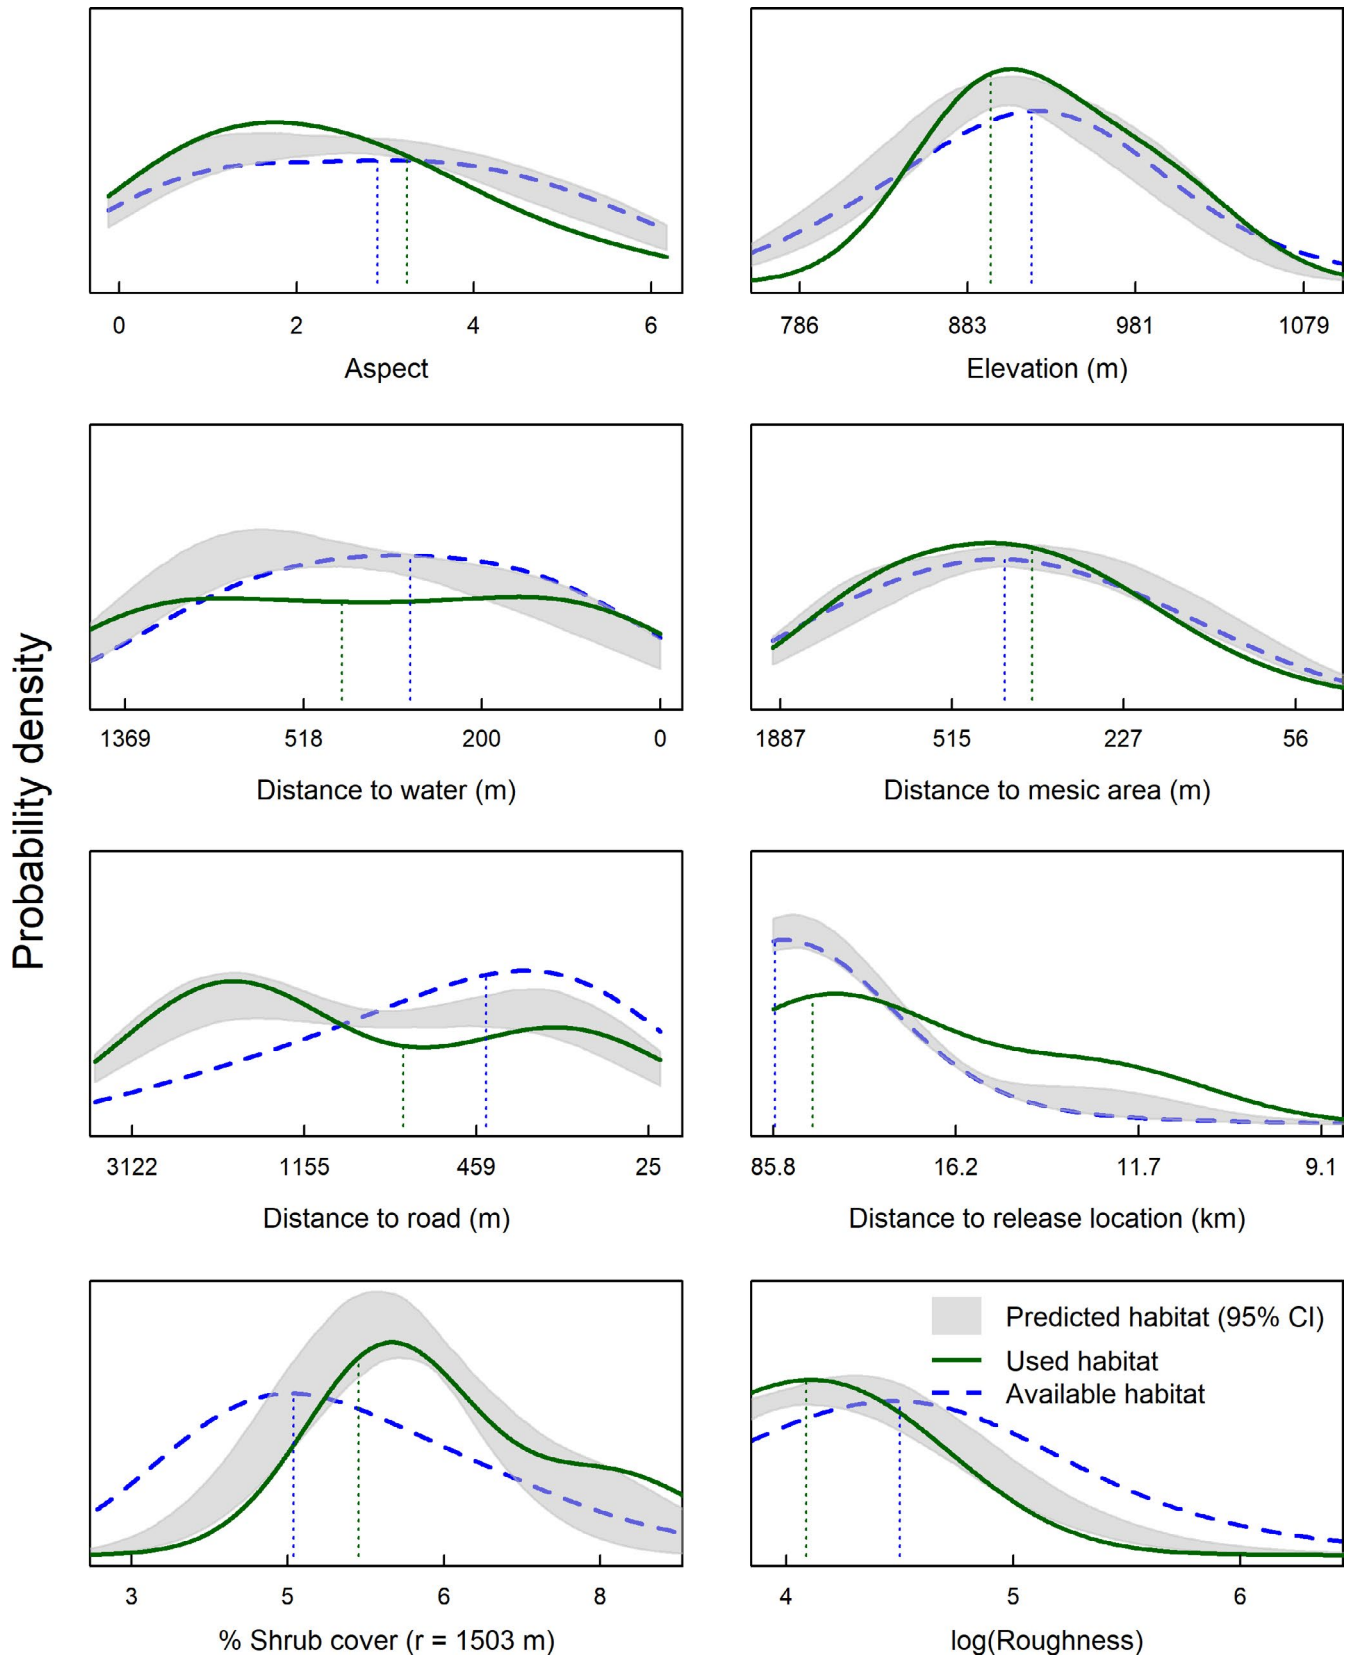 Probability density
0 2 4 6
Aspect
786 883 981 1079
Elevation (m)
1369 518 200 0
Distance to water (m)
1887 515 227 56
Distance to mesic area (m)
3122 1155 459 25
Distance to road (m)
85.8 16.2 11.7 9.1
Distance to release location (km)
3 5 6 8
% Shrub cover (r = 1503 m)
Predicted habitat (95% CI)
Used habitat
Available habitat
4 5 6
log(Roughness)